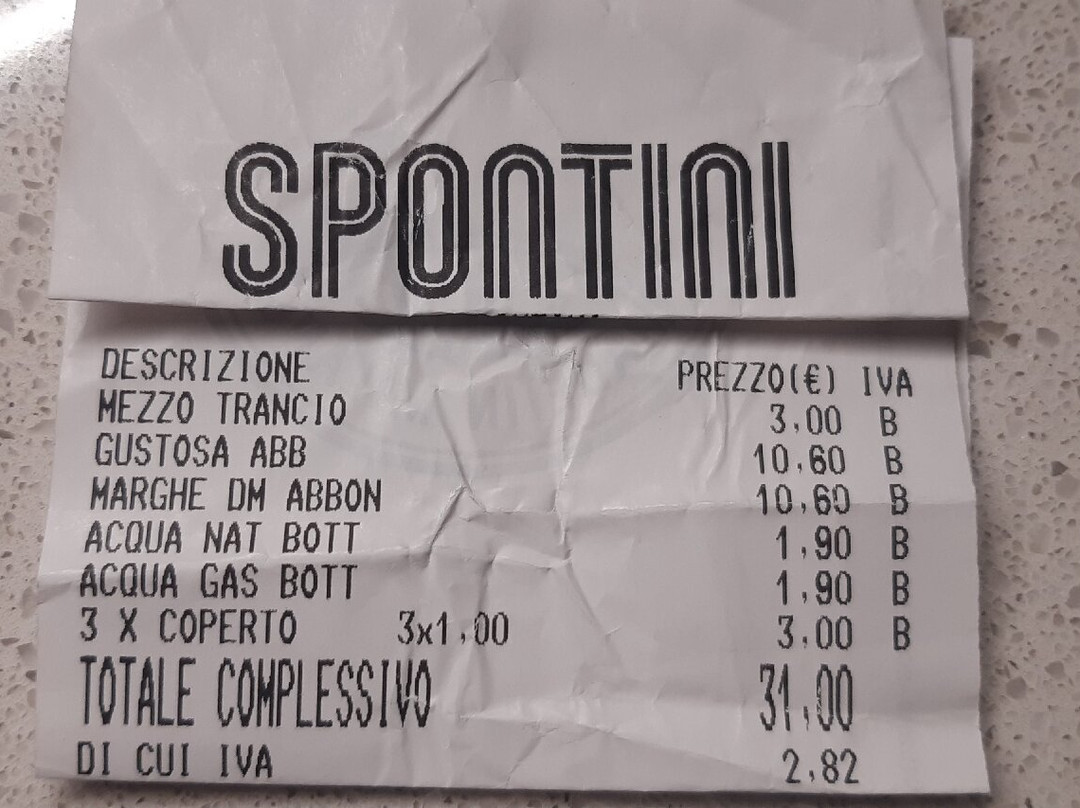 SPONTINI
DESCRIZIONE PREZZO(€) IVA
MEZZO TRANCIO 3,00 B
GUSTOSA ABB 10,60 B
MARGHE DM ABBON 10,60 B
ACQUA NAT BOTT 1,90 B
ACQUA GAS BOTT 1,90 B
3 X COPERTO 3x1,00 3,00 B
TOTALE COMPLESSIVO 31,00
DI CUI IVA 2,82